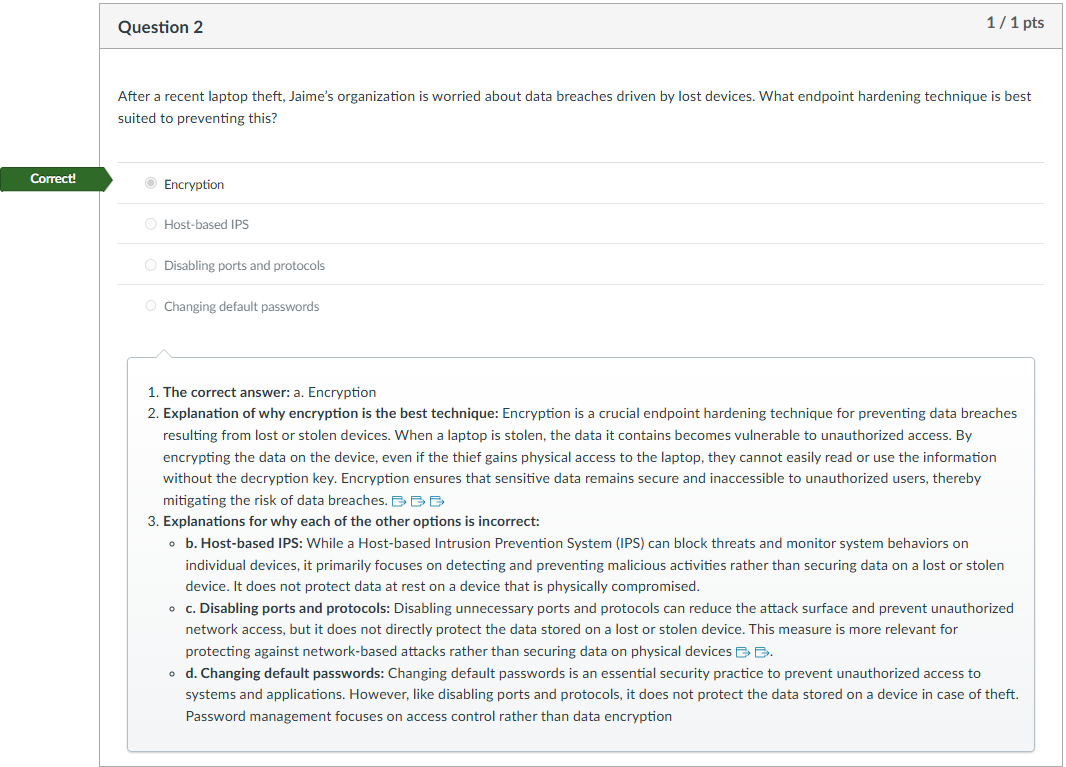 Question 2
1 / 1 pts
After a recent laptop theft, Jaime's organization is worried about data breaches driven by lost devices. What endpoint hardening technique is best
suited to preventing this?
Correct!
Encryption
Host-based IPS
Disabling ports and protocols
Changing default passwords
1. The correct answer: a. Encryption
2. Explanation of why encryption is the best technique: Encryption is a crucial endpoint hardening technique for preventing data breaches
resulting from lost or stolen devices. When a laptop is stolen, the data it contains becomes vulnerable to unauthorized access. By
encrypting the data on the device, even if the thief gains physical access to the laptop, they cannot easily read or use the information
without the decryption key. Encryption ensures that sensitive data remains secure and inaccessible to unauthorized users, thereby
mitigating the risk of data breaches.
3. Explanations for why each of the other options is incorrect:
b. Host-based IPS: While a Host-based Intrusion Prevention System (IPS) can block threats and monitor system behaviors on
individual devices, it primarily focuses on detecting and preventing malicious activities rather than securing data on a lost or stolen
device. It does not protect data at rest on a device that is physically compromised.
c. Disabling ports and protocols: Disabling unnecessary ports and protocols can reduce the attack surface and prevent unauthorized
network access, but it does not directly protect the data stored on a lost or stolen device. This measure is more relevant for
protecting against network-based attacks rather than securing data on physical devices .
d. Changing default passwords: Changing default passwords is an essential security practice to prevent unauthorized access to
systems and applications. However, like disabling ports and protocols, it does not protect the data stored on a device in case of theft.
Password management focuses on access control rather than data encryption